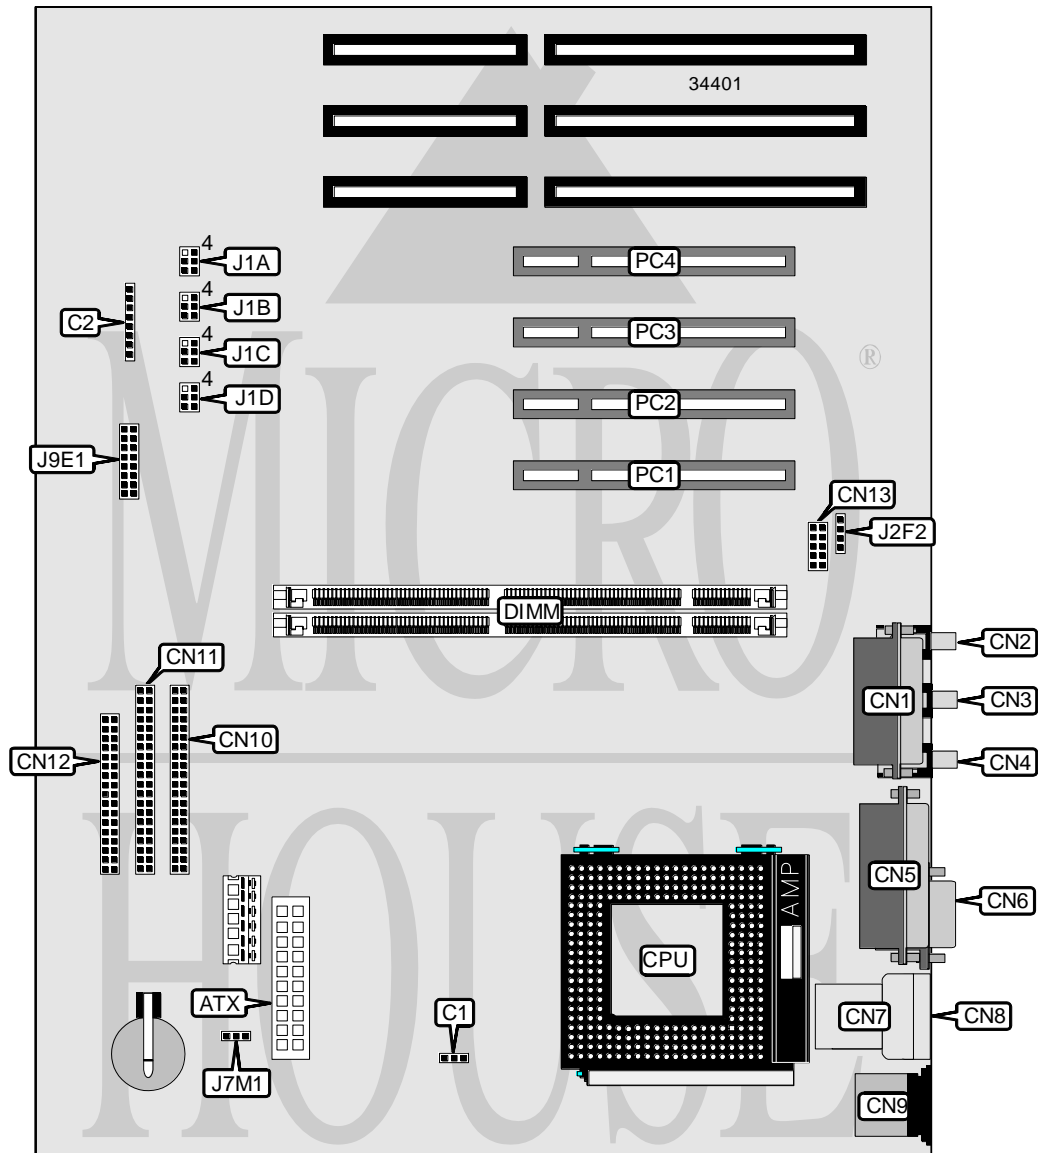 34401
4
J1A
PC4
4
J1B
C2
PC3
4
J1C
®
4
J1D
PC2
J9E1
PC1
CN13
J2F2
MICRO
DIMM
CN2
CN11
CN1
CN3
CN10
CN12
CN4
HOUSE
AMP
CN5
CN6
CPU
ATX
C1
CN7
CN8
J7M1
CN9